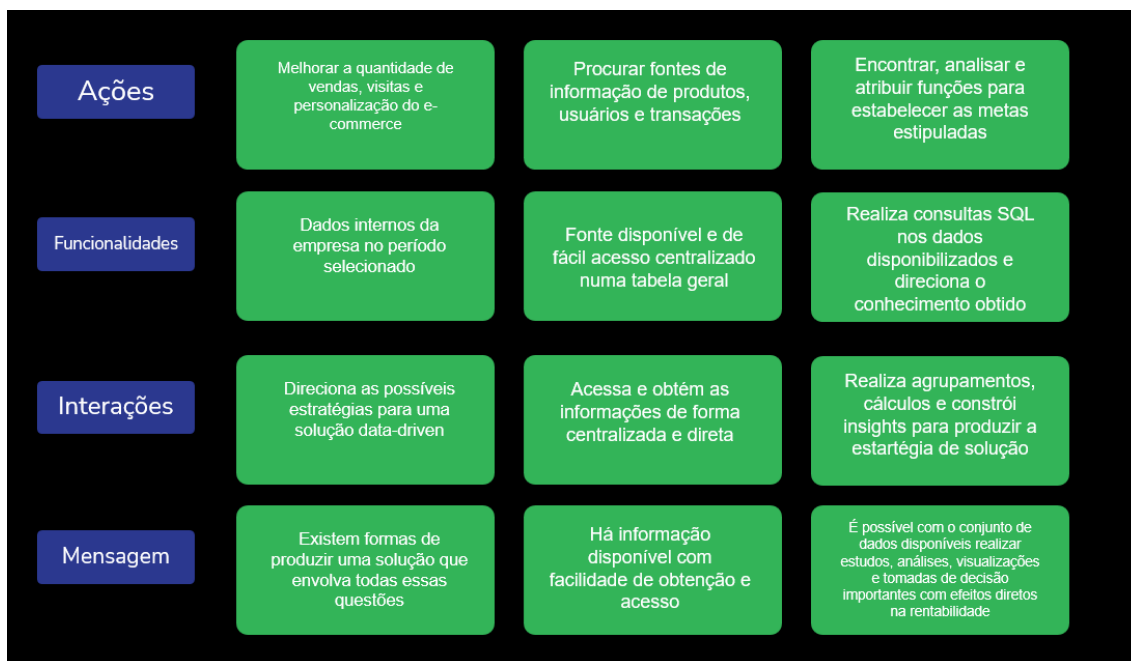 Ações
Melhorar a quantidade de
vendas, visitas e
personalização do e-
commerce
Procurar fontes de
informação de produtos,
usuários e transações
Encontrar, analisar e
atribuir funções para
estabelecer as metas
estipuladas
Funcionalidades
Dados internos da
empresa no período
selecionado
Fonte disponível e de
fácil acesso centralizado
numa tabela geral
Realiza consultas SQL
nos dados
disponibilizados e
direciona o
conhecimento obtido
Interações
Direciona as possíveis
estratégias para uma
solução data-driven
Acessa e obtém as
informações de forma
centralizada e direta
Realiza agrupamentos,
cálculos e constrói
insights para produzir a
estartégia de solução
Mensagem
Existem formas de
produzir uma solução que
envolva todas essas
questões
Há informação
disponível com
facilidade de obtenção e
acesso
É possível com o conjunto de
dados disponíveis realizar
estudos, análises, visualizações
e tomadas de decisão
importantes com efeitos diretos
na rentabilidade